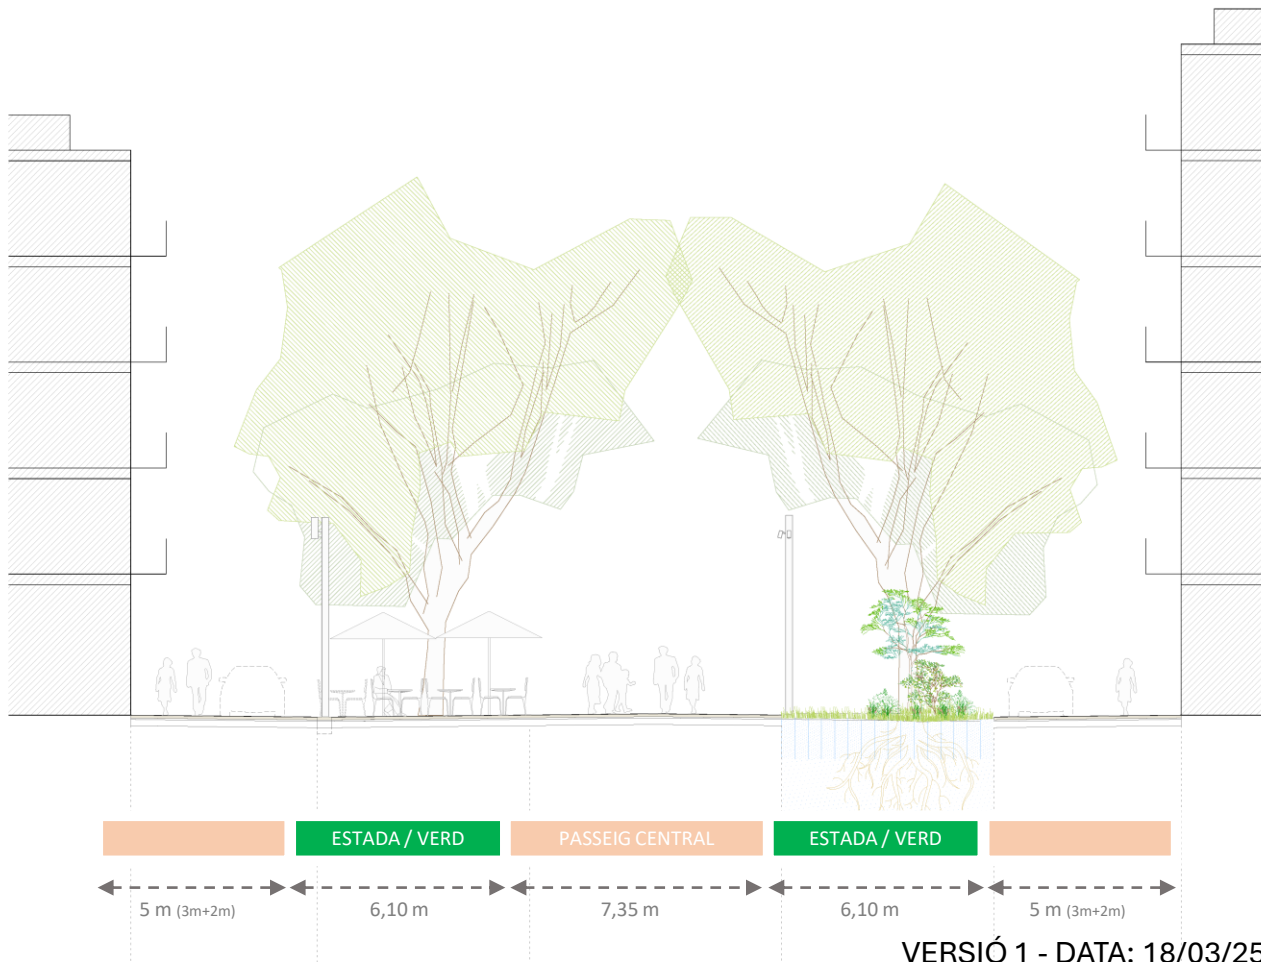 ESTADA / VERD
PASSEIG CENTRAL
ESTADA / VERD
5 m (3m+2m)
6,10 m
7,35 m
6,10 m
5 m (3m+2m)
VERSIÓ 1 - DATA: 18/03/25